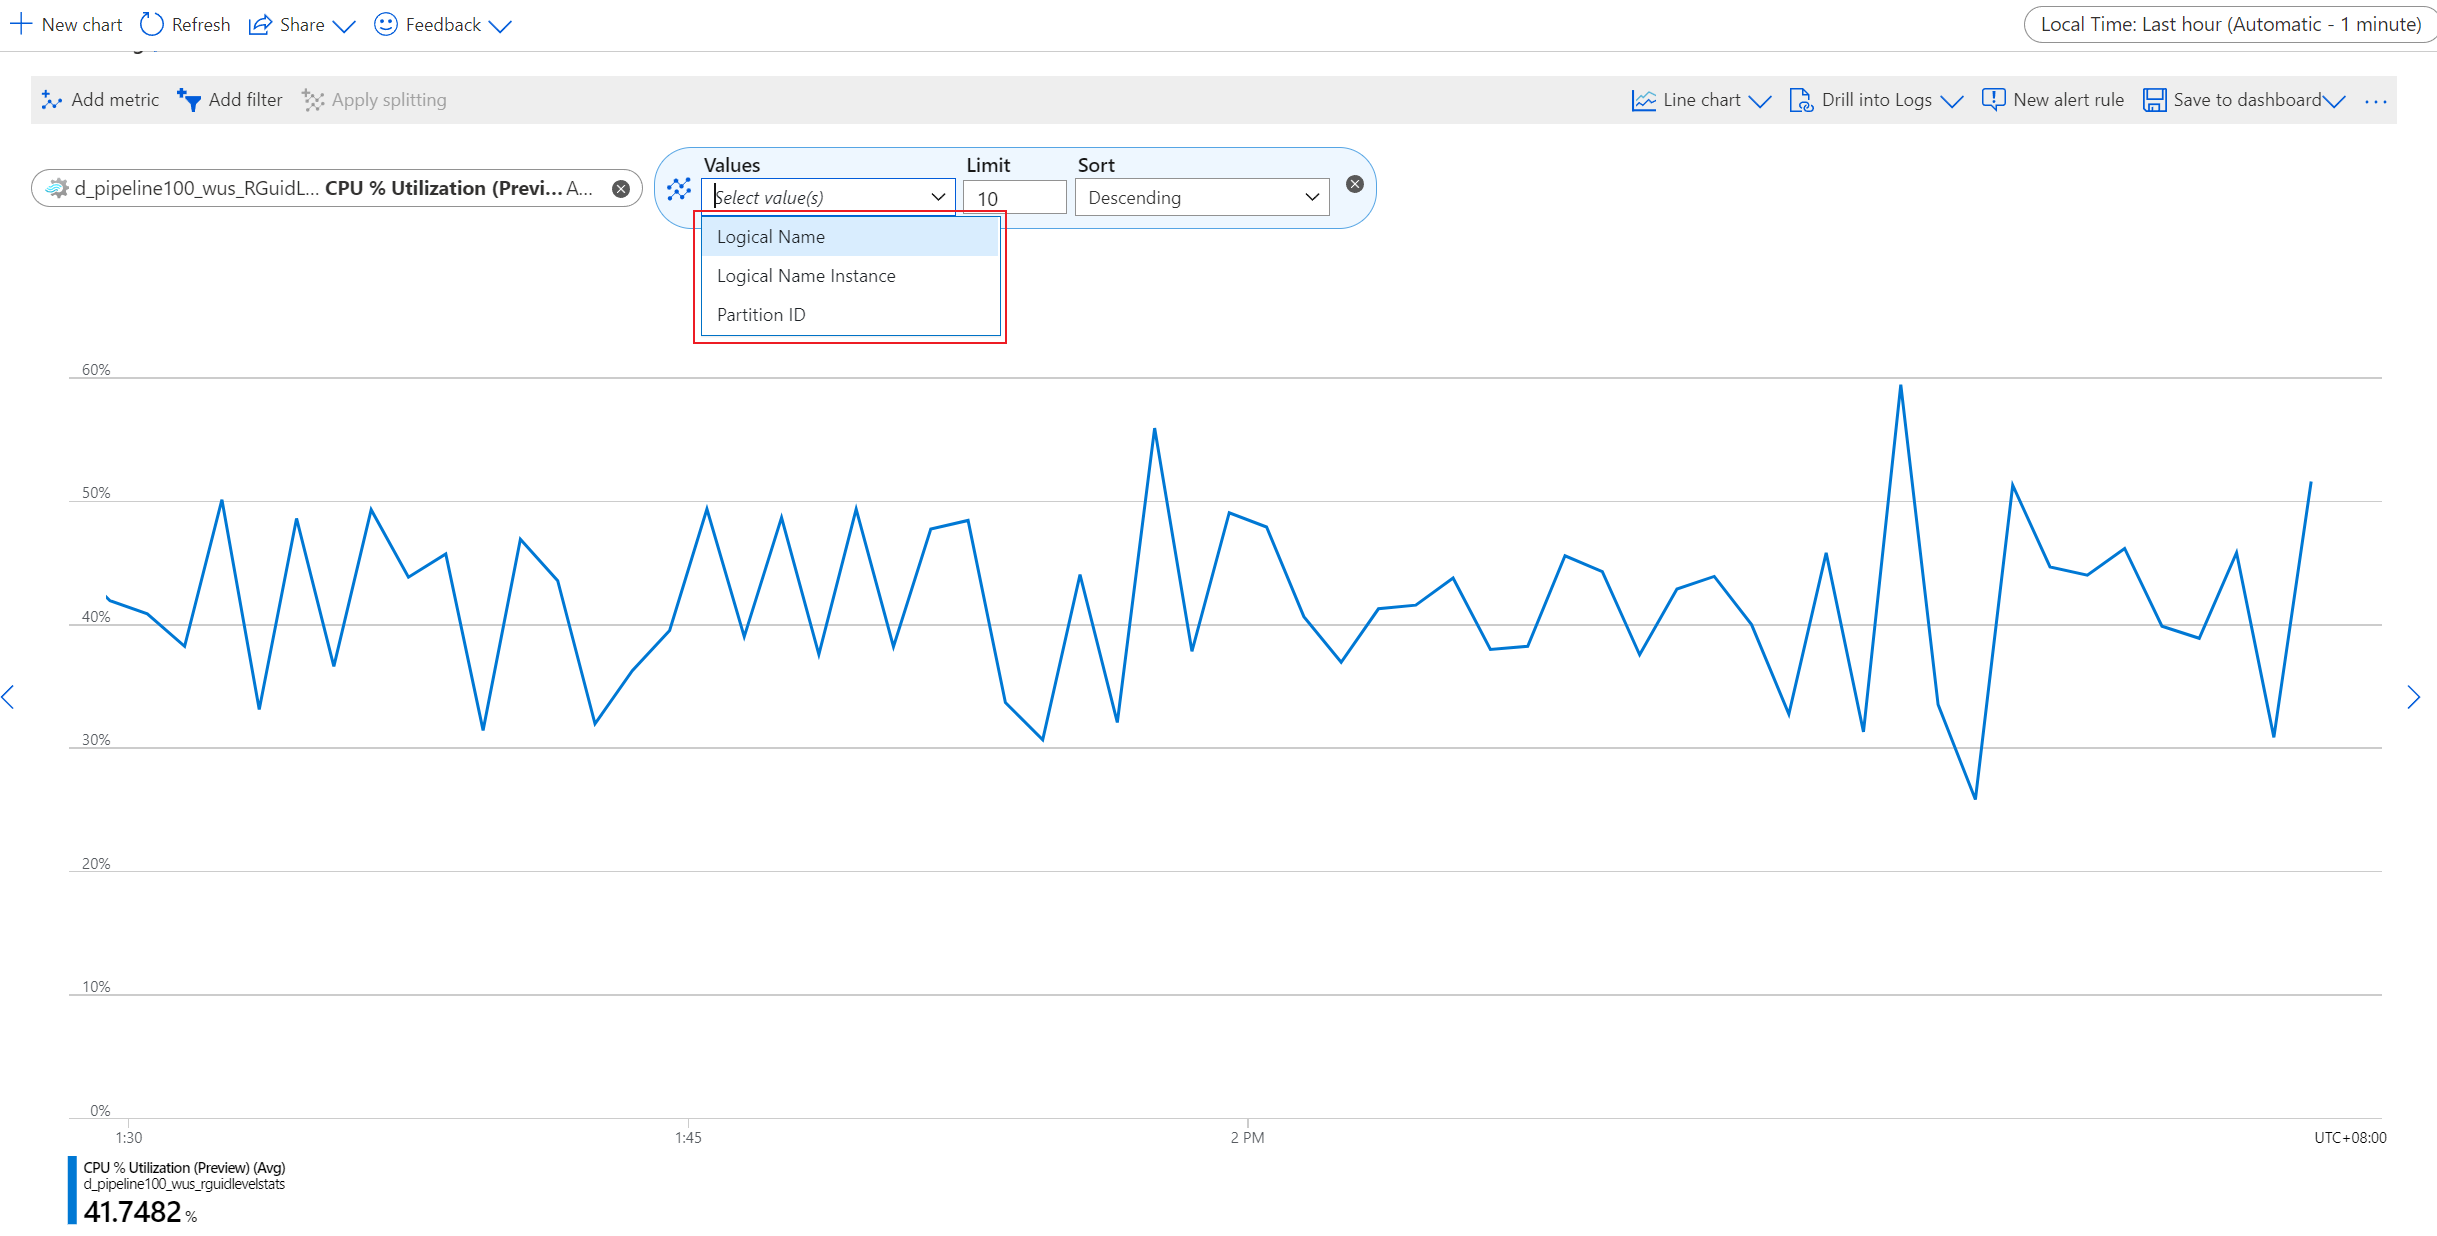 New chart Refresh Share Feedback Local Time: Last hour (Automatic - 1 minute)
Add metric Add filter Apply splitting Line chart Drill into Logs New alert rule Save to dashboard ...
Values Limit Sort
d_pipeline100_wus_RGuidL... CPU % Utilization (Previ... A... Select value(s) 10 Descending
Logical Name
Logical Name Instance
Partition ID
60%
50%
40%
30%
20%
10%
0%
1:30 1:45 2 PM UTC+08:00
CPU % Utilization (Preview) (Avg)
d_pipeline100_wus_rguidlevelstats
41.7482 %